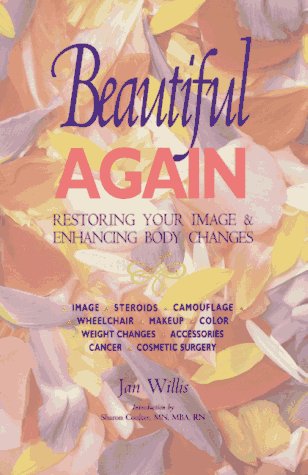 Beautiful
AGAIN
RESTORING YOUR IMAGE &
ENHANCING BODY CHANGES
IMAGE STEROIDS CAMOUFLAGE
WHEELCHAIR MAKEUP COLOR
WEIGHT CHANGES ACCESSORIES
CANCER COSMETIC SURGERY
Jan Willis
Introduction by
Sharon MN, MBA, RN